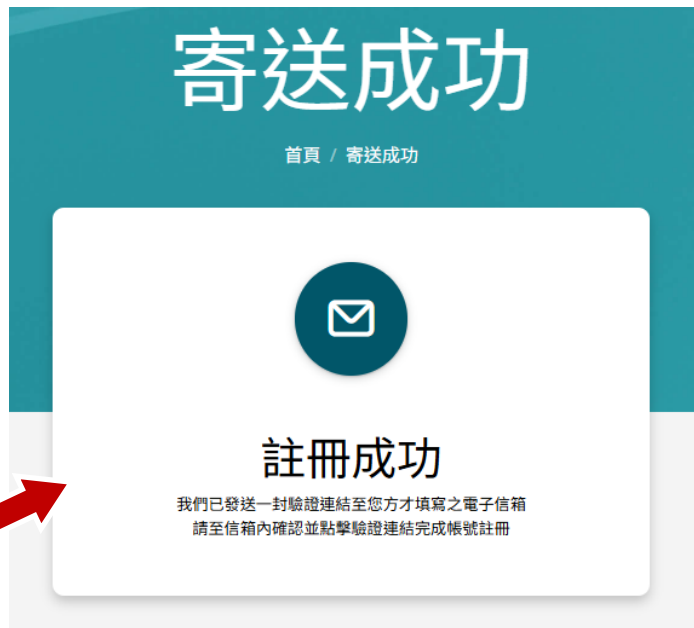 寄送成功
首頁 / 寄送成功
註冊成功
我們已發送一封驗證連結至您方才填寫之電子信箱
請至信箱內確認並點擊驗證連結完成帳號註冊